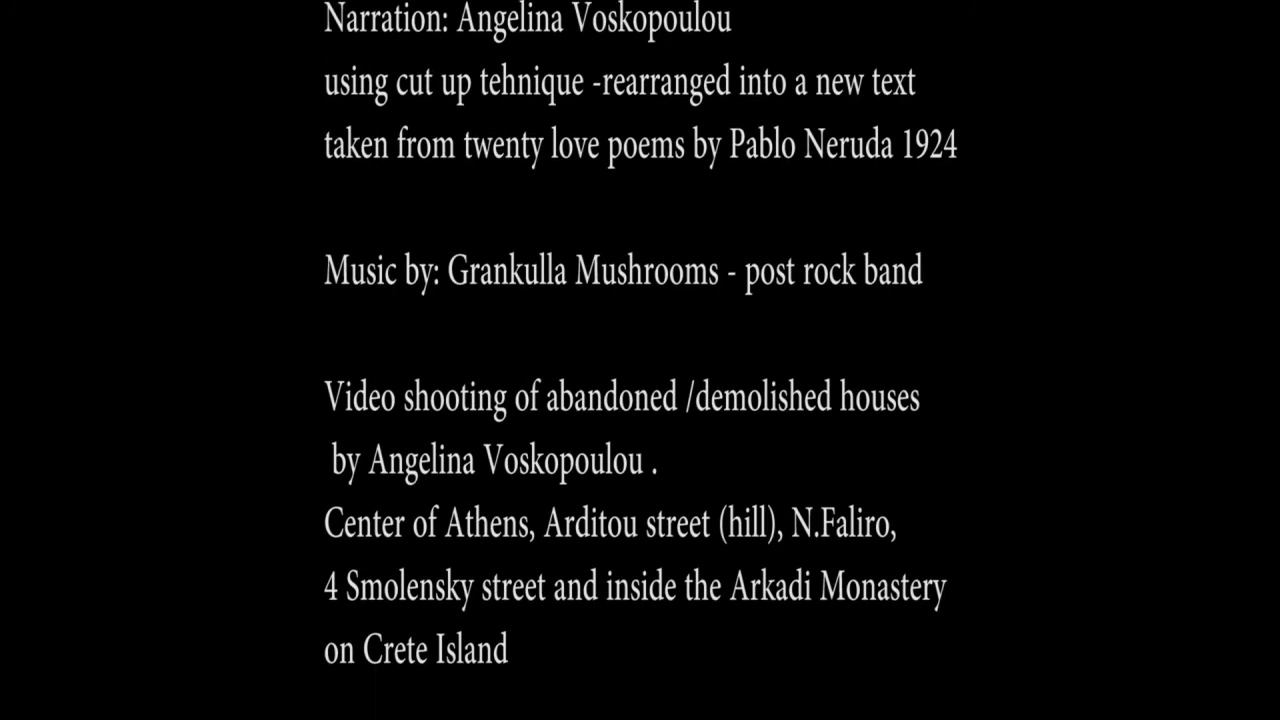 Narration: Angelina Voskopoulou
using cut up tehnique -rearranged into a new text
taken from twenty love poems by Pablo Neruda 1924
Music by: Grankulla Mushrooms - post rock band
Video shooting of abandoned /demolished houses
by Angelina Voskopoulou .
Center of Athens, Arditou street (hill), N.Faliro,
4 Smolensky street and inside the Arkadi Monastery
on Crete Island